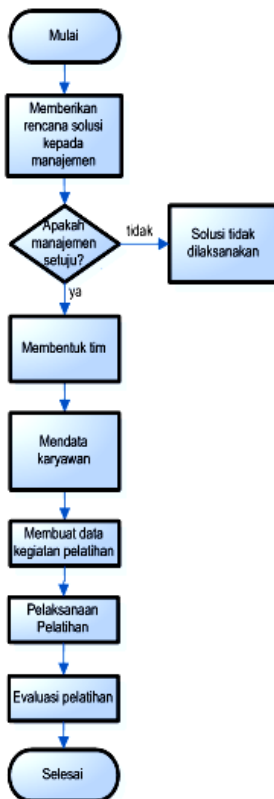 Mulai
Memberikan
rencana solusi
kepada
manajemen
Apakah
manajemen
setuju?
tidak
Solusi tidak
dilaksanakan
ya
Membentuk tim
Mendata
karyawan
Membuat data
kegiatan pelatihan
Pelaksanaan
Pelatihan
Evaluasi pelatihan
Selesai